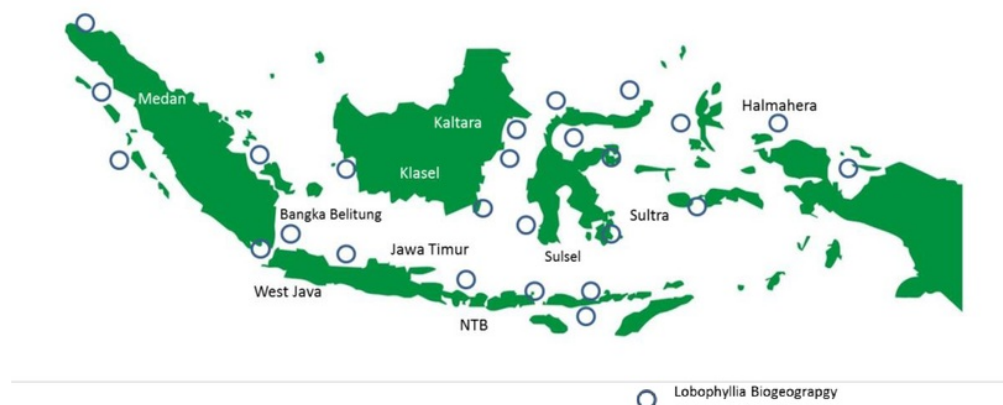 Halmahera
Medan
Kaltara
Klasel
Bangka Belitung
Sultra
Jawa Timur
Sulsel
West Java
NTB
Lobophyllia Biogeograpgy